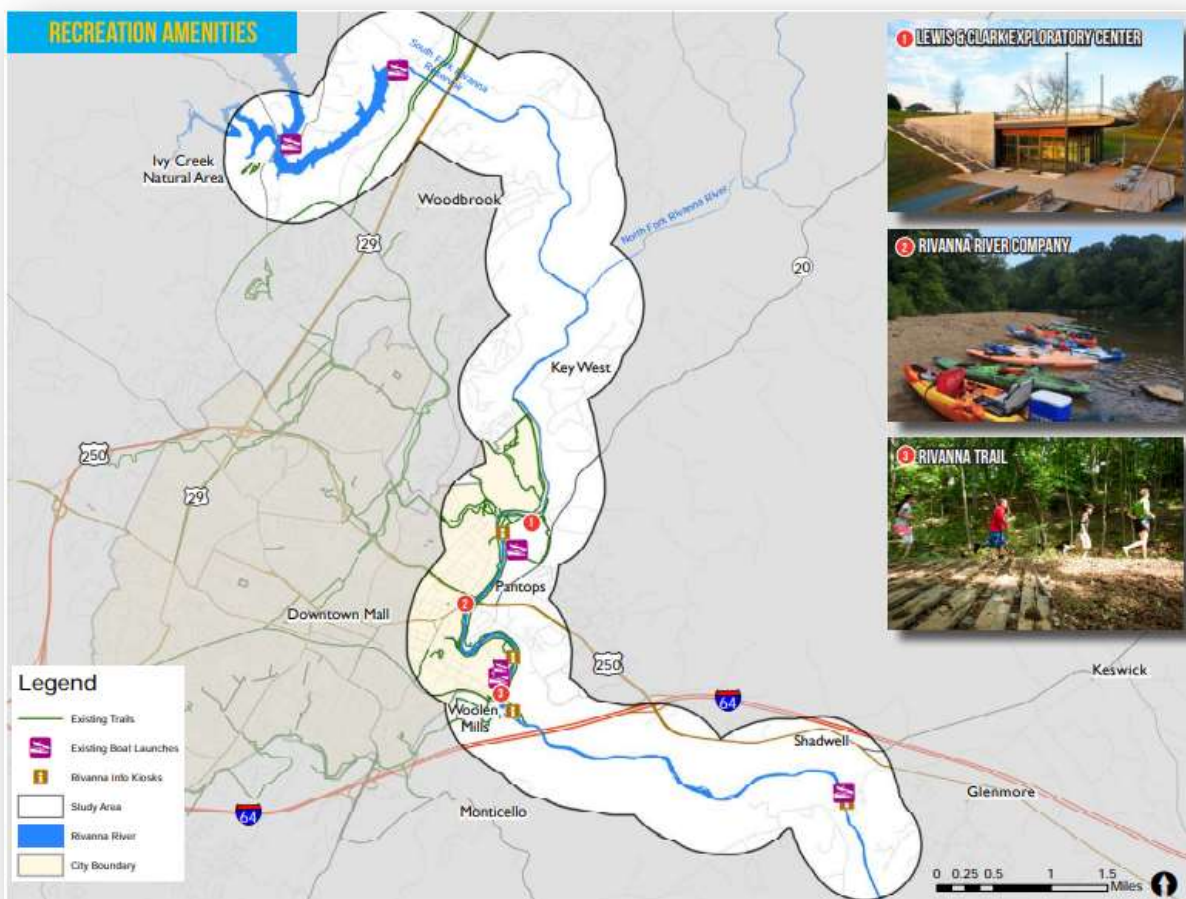 RECREATION AMENITIES
South Fork Rivanna
Reservoir
Ivy Creek
Natural Area
Woodbrook
29
North Fork Rivanna River
20
Key West
250
29
1
Pantops
2
Downtown Mall
250
3
Woolen
Mills
64
Shadwell
Keswick
Glenmore
Monticello
64
1 LEWIS & CLARK EXPLORATORY CENTER
2 RIVANNA RIVER COMPANY
3 RIVANNA TRAIL
Legend
Existing Trails
Existing Boat Launches
Rivanna Info Kiosks
Study Area
Rivanna River
City Boundary
0 0.25 0.5 1 1.5
Miles